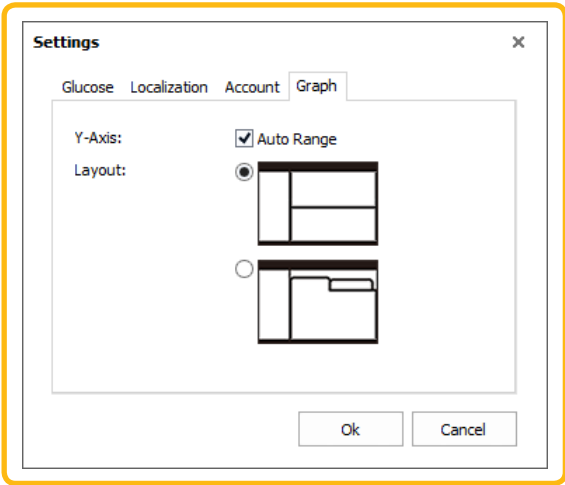 Settings
Glucose Localization Account Graph
Y-Axis: Auto Range
Layout:
Ok Cancel